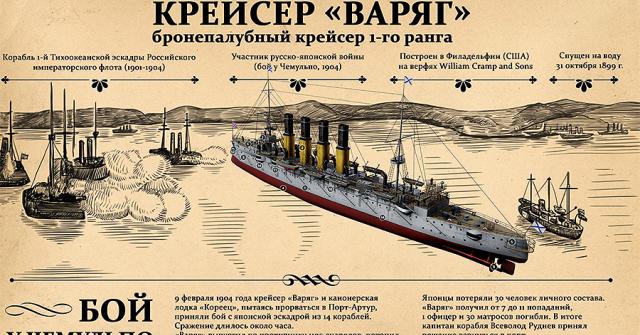 КРЕЙСЕР «ВАРЯГ»
бронепалубный крейсер 1-го ранга
Корабль 1-й Тихоокеанской эскадры Российского
императорского флота (1901-1904)
Участник русско-японской войны
(бой у Чемульпо, 1904)
Построен в Филадельфии (США)
на верфях William Cramp and Sons
Спущен на воду
31 октября 1899 г.
БОЙ
9 февраля 1904 года крейсер «Варяг» и канонерская
лодка «Кореец», пытаясь прорваться в Порт-Артур,
приняли бой с японской эскадрой из 14 кораблей.
Сражение длилось около часа.
Японцы потеряли 30 человек личного состава.
"Варяг" получил от 7 до 11 попаданий,
1 офицер и 30 матросов погибли. В итоге
капитан корабля Всеволод Руднев принял